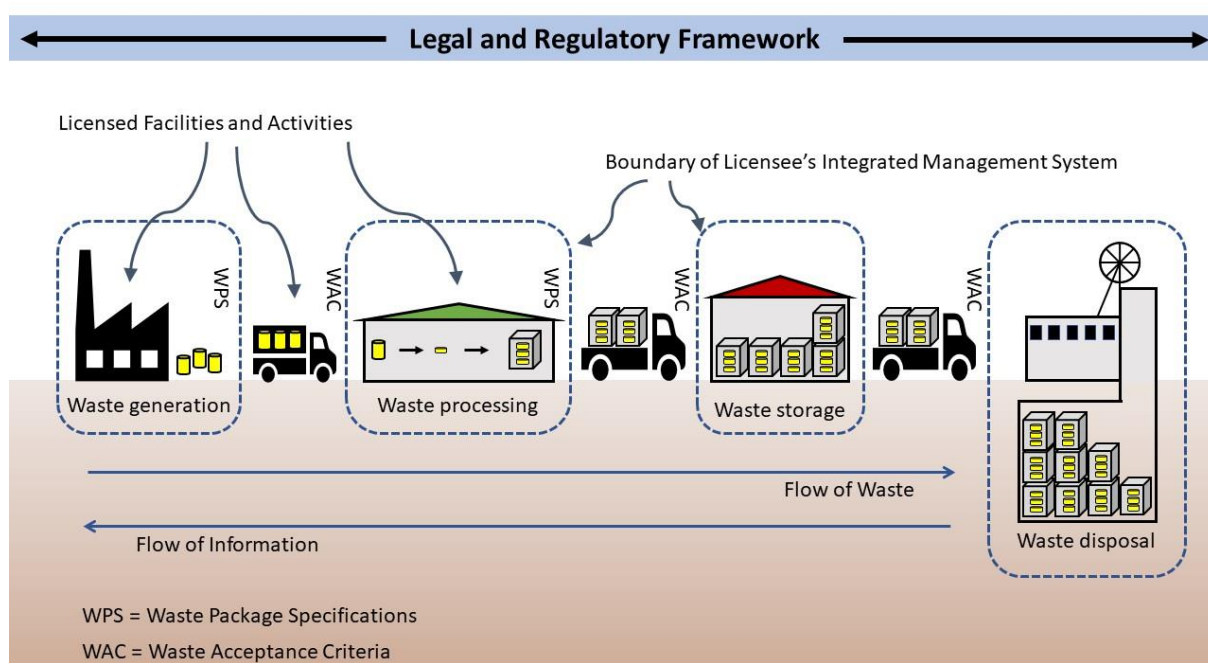 Legal and Regulatory Framework
Licensed Facilities and Activities
Boundary of Licensee's Integrated Management System
WPS
WAC
WPS
WAC
WAC
Waste generation
Waste processing
Waste storage
Waste disposal
Flow of Waste
Flow of Information
WPS = Waste Package Specifications
WAC = Waste Acceptance Criteria